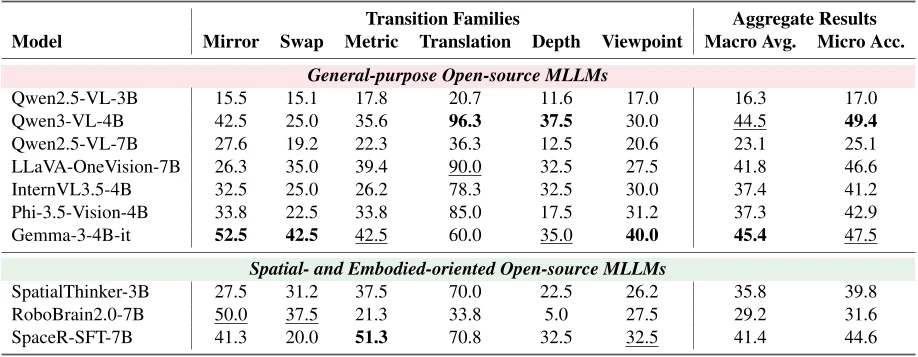 Transition Families Aggregate Results
Model Mirror Swap Metric Translation Depth Viewpoint Macro Avg. Micro Acc.
General-purpose Open-source MLLMs
Qwen2.5-VL-3B 15.5 15.1 17.8 20.7 11.6 17.0 16.3 17.0
Qwen3-VL-4B 42.5 25.0 35.6 96.3 37.5 30.0 44.5 49.4
Qwen2.5-VL-7B 27.6 19.2 22.3 36.3 12.5 20.6 23.1 25.1
LLaVA-OneVision-7B 26.3 35.0 39.4 90.0 32.5 27.5 41.8 46.6
InternVL3.5-4B 32.5 25.0 26.2 78.3 32.5 30.0 37.4 41.2
Phi-3.5-Vision-4B 33.8 22.5 33.8 85.0 17.5 31.2 37.3 42.9
Gemma-3-4B-it 52.5 42.5 42.5 60.0 35.0 40.0 45.4 47.5
Spatial- and Embodied-oriented Open-source MLLMs
SpatialThinker-3B 27.5 31.2 37.5 70.0 22.5 26.2 35.8 39.8
RoboBrain2.0-7B 50.0 37.5 21.3 33.8 5.0 27.5 29.2 31.6
SpaceR-SFT-7B 41.3 20.0 51.3 70.8 32.5 32.5 41.4 44.6